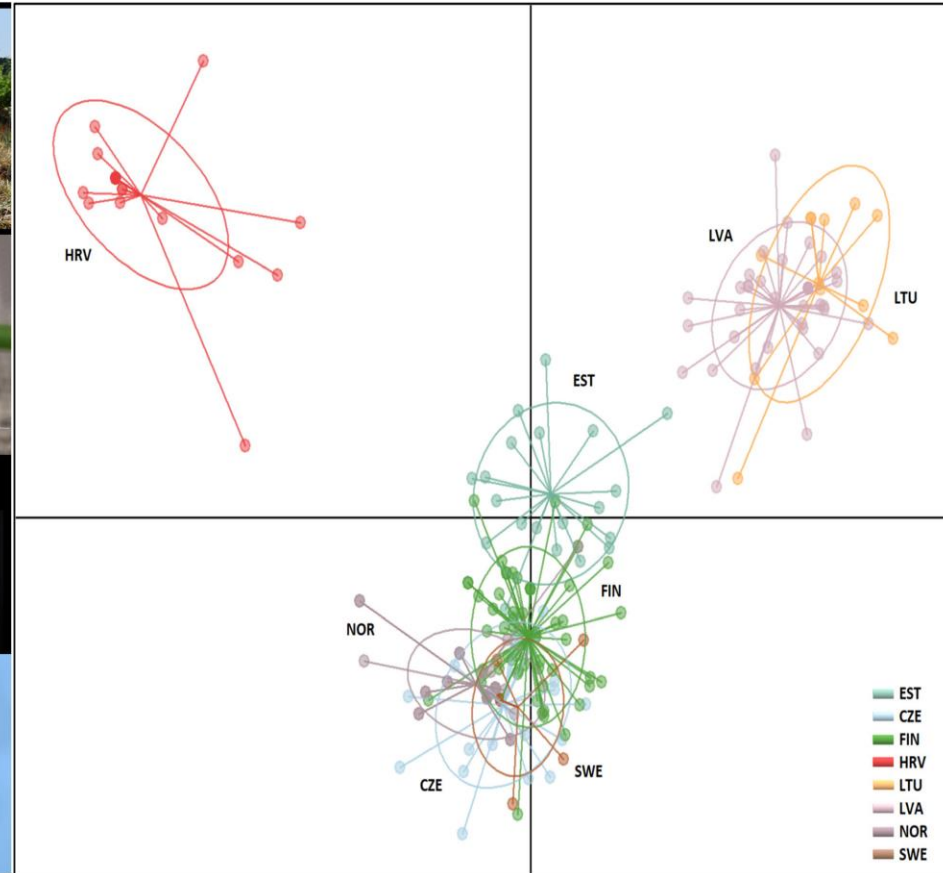 LVA
HRV
LTU
EST
FIN
NOR
SWE
CZE
EST
CZE
FIN
HRV
LTU
LVA
NOR
SWE